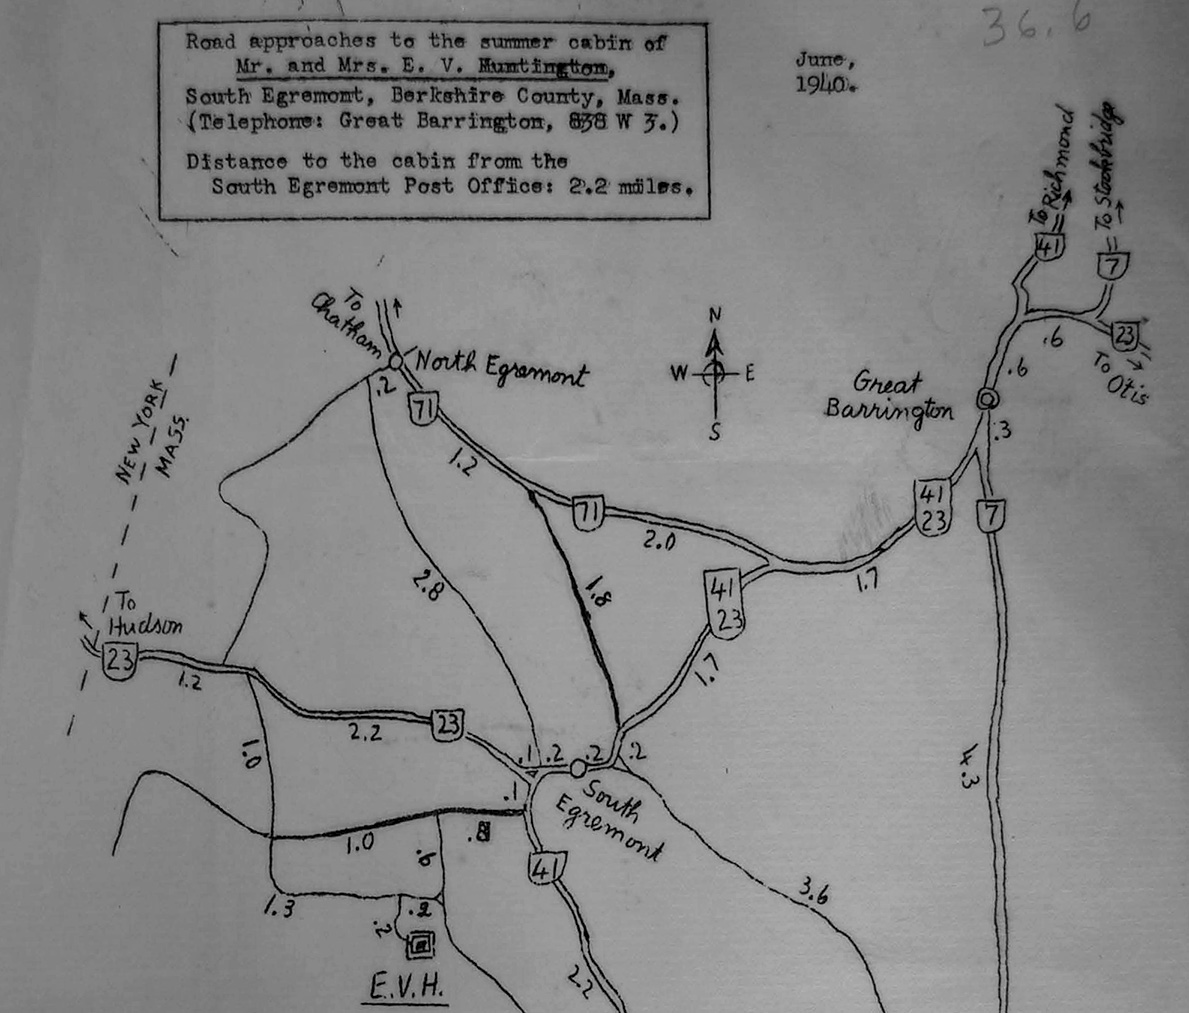 36.6
Road approaches to the summer cabin of
Mr. and Mrs. E. V. Huntington,
South Egremont, Berkshire County, Mass.
(Telephone: Great Barrington, 838 W 3.)
Distance to the cabin from the
South Egremont Post Office: 2.2 miles.
June,
1940.
To Richmond
To Stockbridge
41
7
23
.6
To Otis
.6
To Chatham
North Egremont
.2
71
1.2
N
W E
S
Great
Barrington
.3
NEW YORK
MASS.
71
2.0
41
23
7
1.7
2.8
1.8
41
23
1.7
To
Hudson
23
1.2
2.2
23
.1
.2
.2
.2
1.0
4.3
.1
South
Egremont
1.0
.8
.6
41
3.6
1.3
.2
.2
E.V.H.
2.2